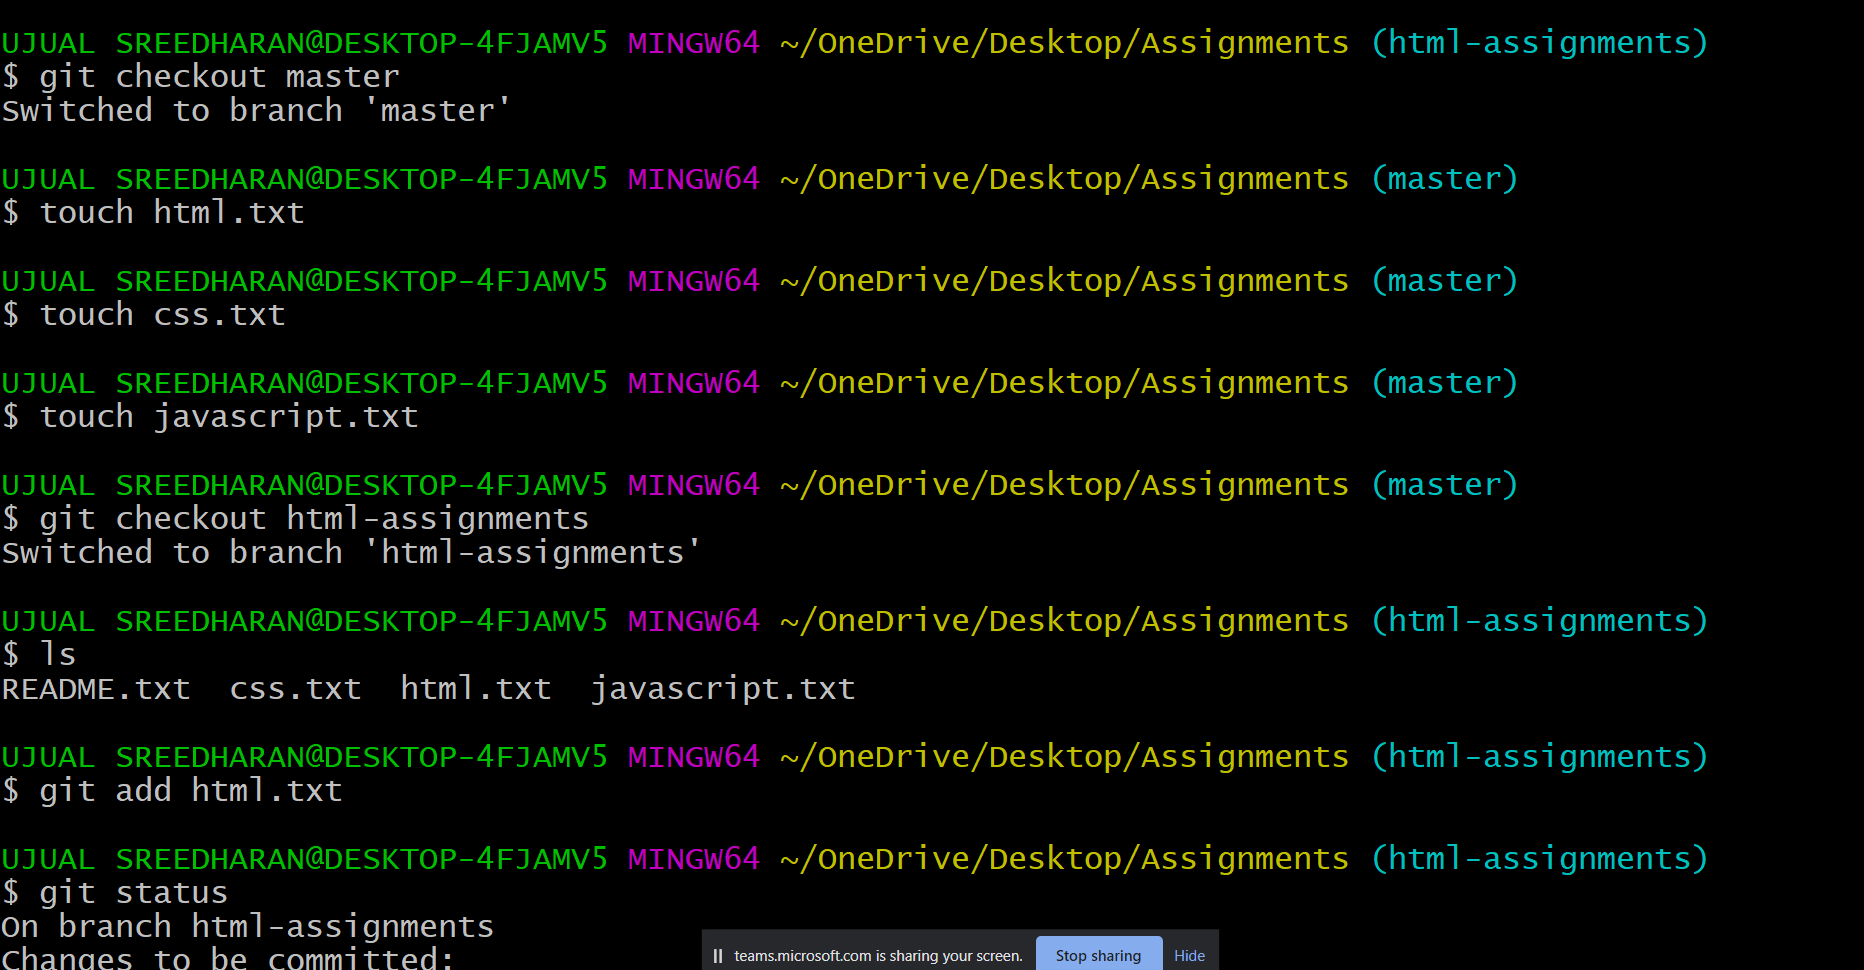 UJUAL SREEDHARAN@DESKTOP-4FJAMV5 MINGW64 ~/OneDrive/Desktop/Assignments (html-assignments)
$ git checkout master
Switched to branch 'master'
UJUAL SREEDHARAN@DESKTOP-4FJAMV5 MINGW64 ~/OneDrive/Desktop/Assignments (master)
$ touch html.txt
UJUAL SREEDHARAN@DESKTOP-4FJAMV5 MINGW64 ~/OneDrive/Desktop/Assignments (master)
$ touch css.txt
UJUAL SREEDHARAN@DESKTOP-4FJAMV5 MINGW64 ~/OneDrive/Desktop/Assignments (master)
$ touch javascript.txt
UJUAL SREEDHARAN@DESKTOP-4FJAMV5 MINGW64 ~/OneDrive/Desktop/Assignments (master)
$ git checkout html-assignments
Switched to branch 'html-assignments'
UJUAL SREEDHARAN@DESKTOP-4FJAMV5 MINGW64 ~/OneDrive/Desktop/Assignments (html-assignments)
$ ls
README.txt  css.txt  html.txt  javascript.txt
UJUAL SREEDHARAN@DESKTOP-4FJAMV5 MINGW64 ~/OneDrive/Desktop/Assignments (html-assignments)
$ git add html.txt
UJUAL SREEDHARAN@DESKTOP-4FJAMV5 MINGW64 ~/OneDrive/Desktop/Assignments (html-assignments)
$ git status
On branch html-assignments
Changes to be committed:
teams.microsoft.com is sharing your screen. Stop sharing Hide